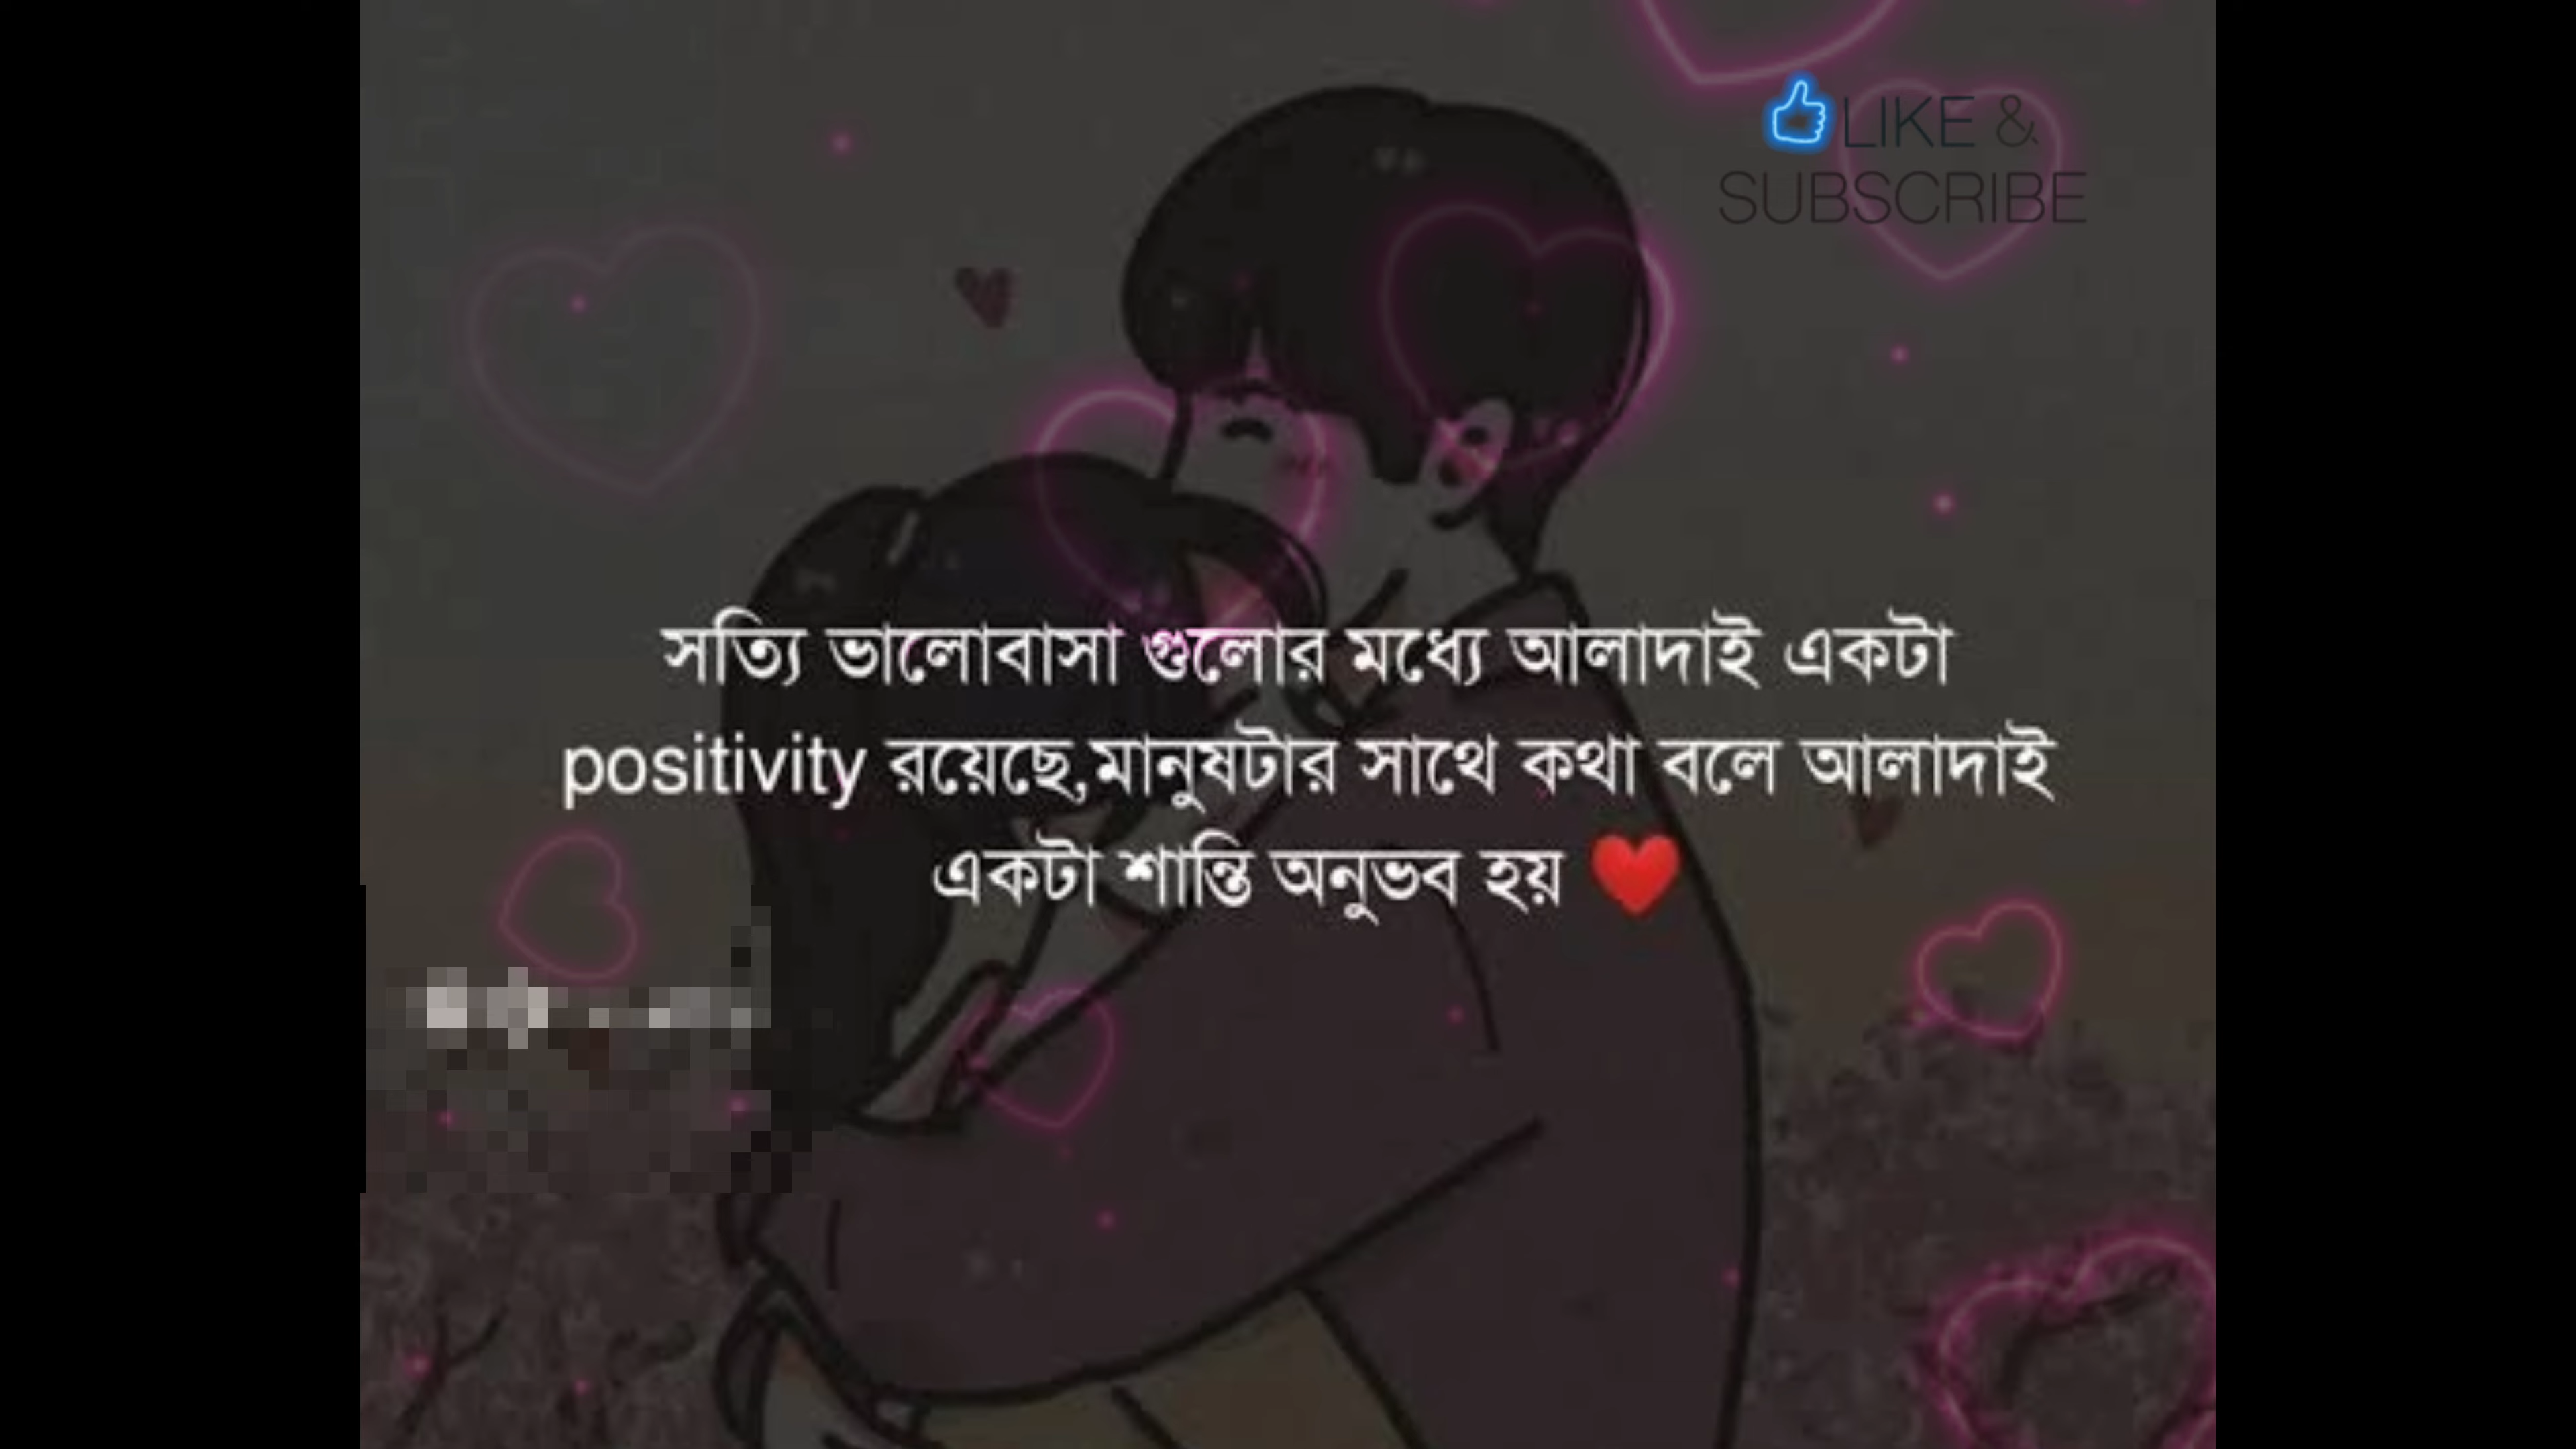 👍LIKE &
SUBSCRIBE
সত্যি ভালোবাসা গুলোর মধ্যে আলাদাই একটা
positivity রয়েছে,মানুষটার সাথে কথা বলে আলাদাই
একটা শান্তি অনুভব হয় ❤️